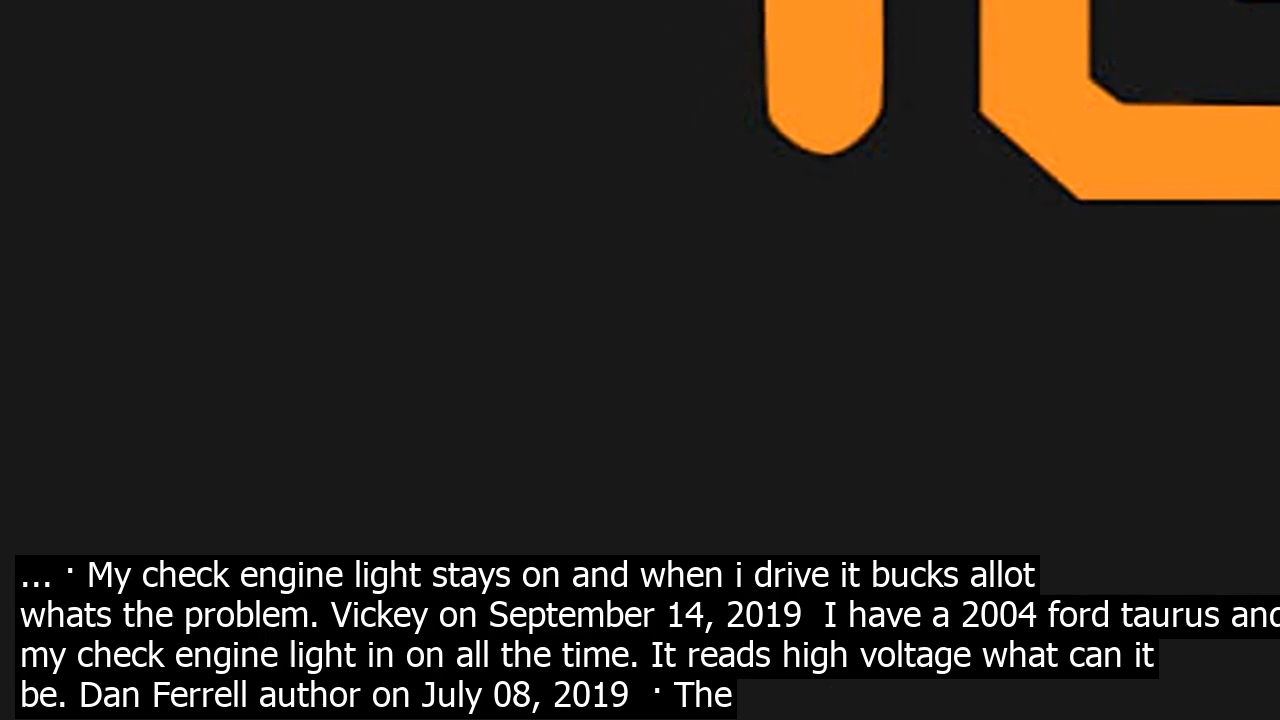 ... · My check engine light stays on and when i drive it bucks allot
whats the problem. Vickey on September 14, 2019  I have a 2004 ford taurus and
my check engine light in on all the time. It reads high voltage what can it
be. Dan Ferrell author on July 08, 2019  · The